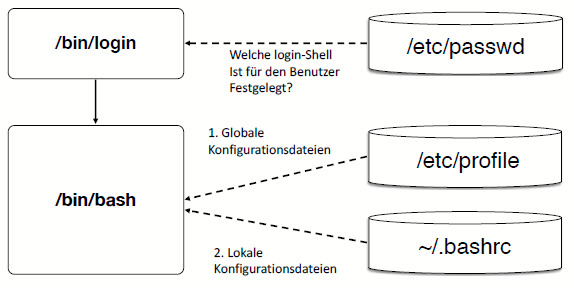 /bin/login
/etc/passwd
Welche login-Shell
Ist für den Benutzer
Festgelegt?
1. Globale
Konfigurationsdateien
/etc/profile
/bin/bash
~/.bashrc
2. Lokale
Konfigurationsdateien